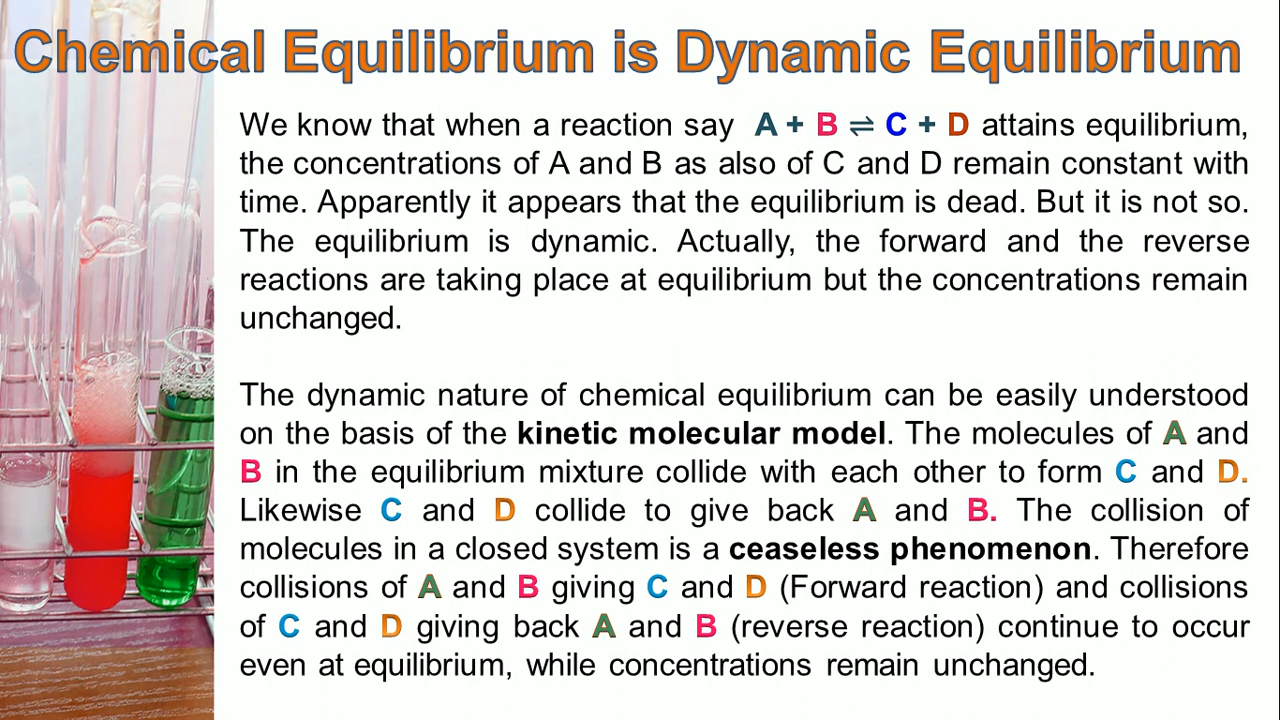 Chemical Equilibrium is Dynamic Equilibrium
We know that when a reaction say A + B ⇌ C + D attains equilibrium,
the concentrations of A and B as also of C and D remain constant with
time. Apparently it appears that the equilibrium is dead. But it is not so.
The equilibrium is dynamic. Actually, the forward and the reverse
reactions are taking place at equilibrium but the concentrations remain
unchanged.
The dynamic nature of chemical equilibrium can be easily understood
on the basis of the kinetic molecular model. The molecules of A and
B in the equilibrium mixture collide with each other to form C and D.
Likewise C and D collide to give back A and B. The collision of
molecules in a closed system is a ceaseless phenomenon. Therefore
collisions of A and B giving C and D (Forward reaction) and collisions
of C and D giving back A and B (reverse reaction) continue to occur
even at equilibrium, while concentrations remain unchanged.